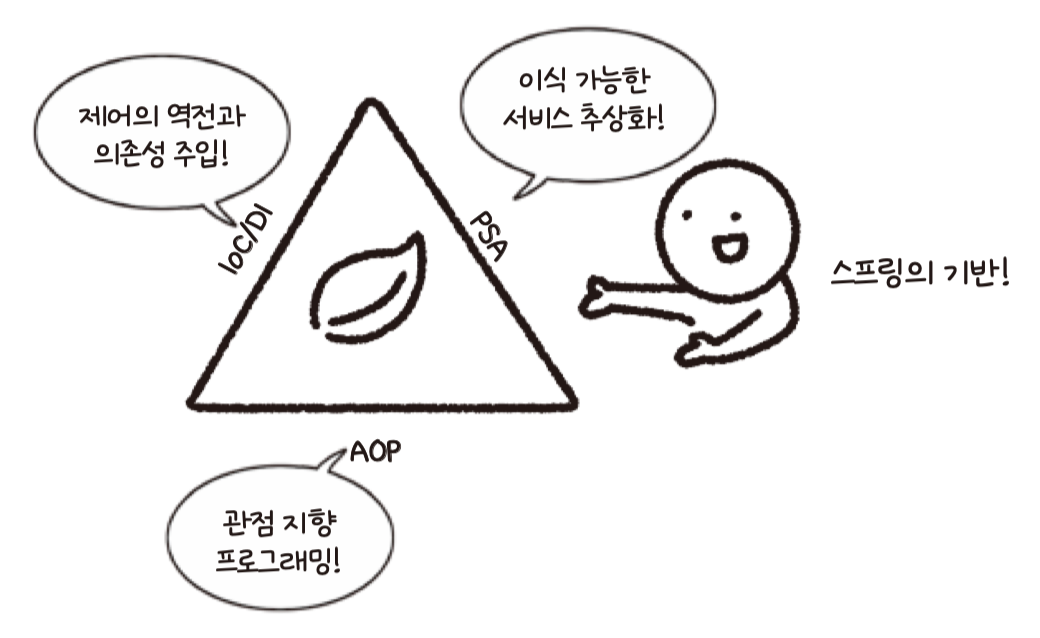 제어의 역전과
의존성 주입!
이식 가능한
서비스 추상화!
IoC/DI
PSA
스프링의 기반!
AOP
관점 지향
프로그래밍!